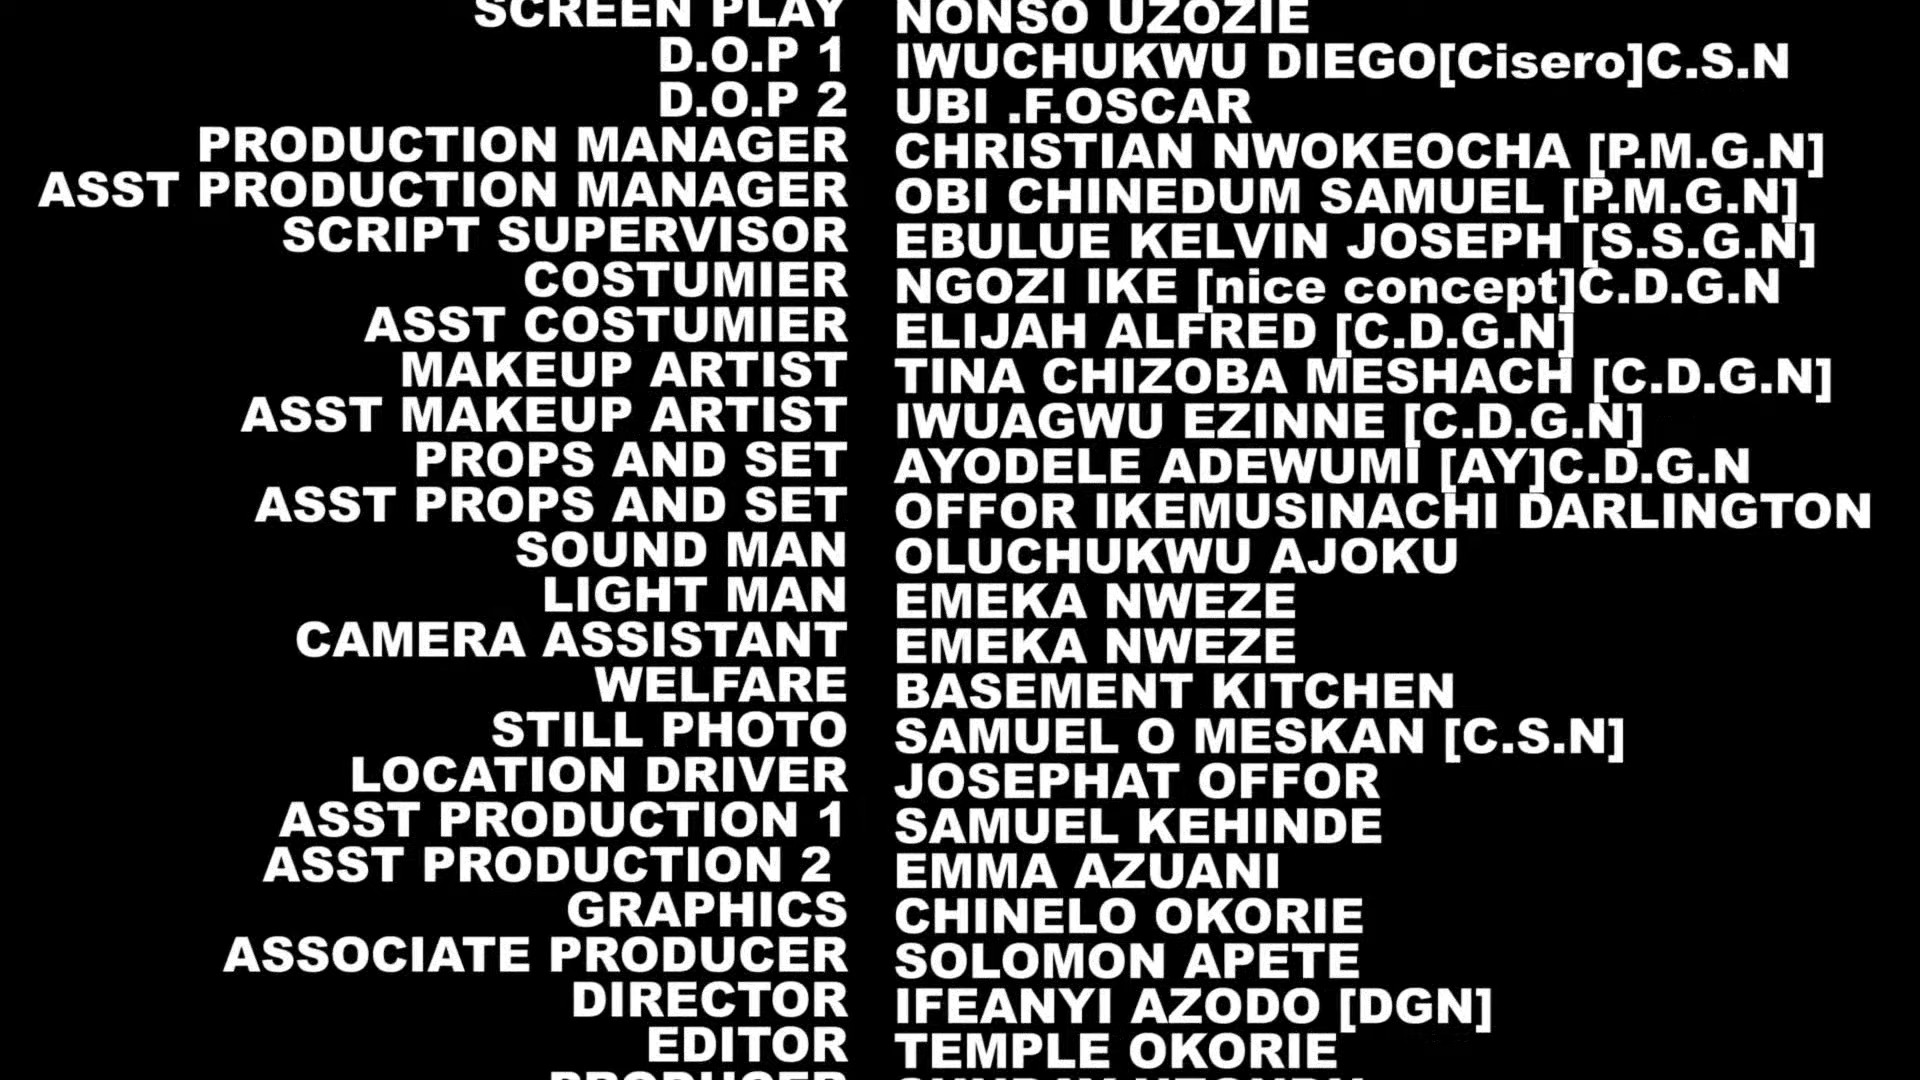 SCREEN PLAY NONSO UZOZIE
D.O.P 1 IWUCHUKWU DIEGO[Cisero]C.S.N
D.O.P 2 UBI .F.OSCAR
PRODUCTION MANAGER CHRISTIAN NWOKEOCHA [P.M.G.N]
ASST PRODUCTION MANAGER OBI CHINEDUM SAMUEL [P.M.G.N]
SCRIPT SUPERVISOR EBULUE KELVIN JOSEPH [S.S.G.N]
COSTUMIER NGOZI IKE [nice concept]C.D.G.N
ASST COSTUMIER ELIJAH ALFRED [C.D.G.N]
MAKEUP ARTIST TINA CHIZOBA MESHACH [C.D.G.N]
ASST MAKEUP ARTIST IWUAGWU EZINNE [C.D.G.N]
PROPS AND SET AYODELE ADEWUMI [AY]C.D.G.N
ASST PROPS AND SET OFFOR IKEMUSINACHI DARLINGTON
SOUND MAN OLUCHUKWU AJOKU
LIGHT MAN EMEKA NWEZE
CAMERA ASSISTANT EMEKA NWEZE
WELFARE BASEMENT KITCHEN
STILL PHOTO SAMUEL O MESKAN [C.S.N]
LOCATION DRIVER JOSEPHAT OFFOR
ASST PRODUCTION 1 SAMUEL KEHINDE
ASST PRODUCTION 2 EMMA AZUANI
GRAPHICS CHINELO OKORIE
ASSOCIATE PRODUCER SOLOMON APETE
DIRECTOR IFEANYI AZODO [DGN]
EDITOR TEMPLE OKORIE
PRODUCER